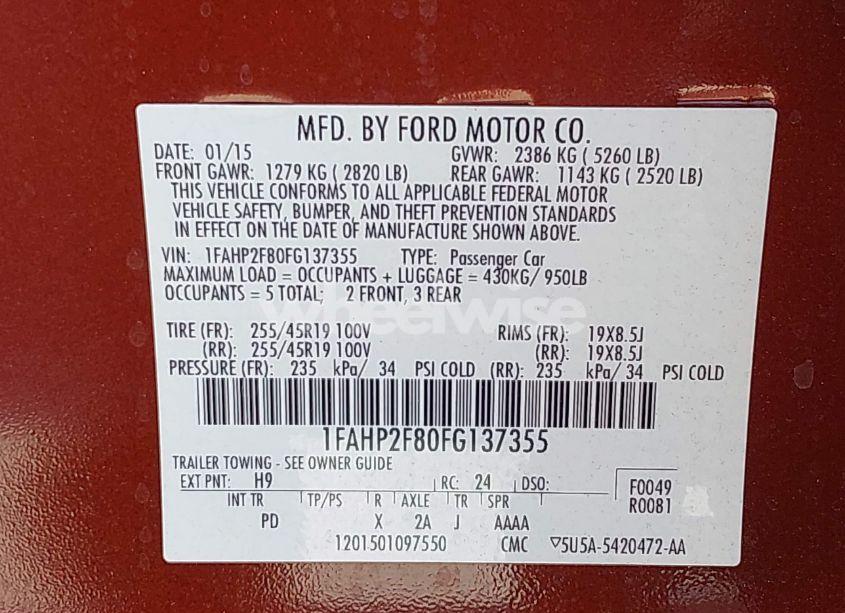 MFD. BY FORD MOTOR CO.
DATE: 01/15 GVWR: 2386 KG ( 5260 LB)
FRONT GAWR: 1279 KG ( 2820 LB) REAR GAWR: 1143 KG ( 2520 LB)
THIS VEHICLE CONFORMS TO ALL APPLICABLE FEDERAL MOTOR
VEHICLE SAFETY, BUMPER, AND THEFT PREVENTION STANDARDS
IN EFFECT ON THE DATE OF MANUFACTURE SHOWN ABOVE.
VIN: 1FAHP2F80FG137355 TYPE: Passenger Car
MAXIMUM LOAD = OCCUPANTS + LUGGAGE = 430KG/ 950LB
OCCUPANTS = 5 TOTAL; 2 FRONT, 3 REAR
wheelwise
TIRE (FR): 255/45R19 100V RIMS (FR): 19X8.5J
(RR): 255/45R19 100V (RR): 19X8.5J
PRESSURE (FR): 235 kPa/ 34 PSI COLD (RR): 235 kPa/ 34 PSI COLD
1FAHP2F80FG137355
TRAILER TOWING - SEE OWNER GUIDE
EXT PNT: H9 RC: 24 DSO: F0049
INT TR TP/PS R AXLE TR SPR R0081
PD X 2A J AAAA
1201501097550 CMC ▽5U5A-5420472-AA